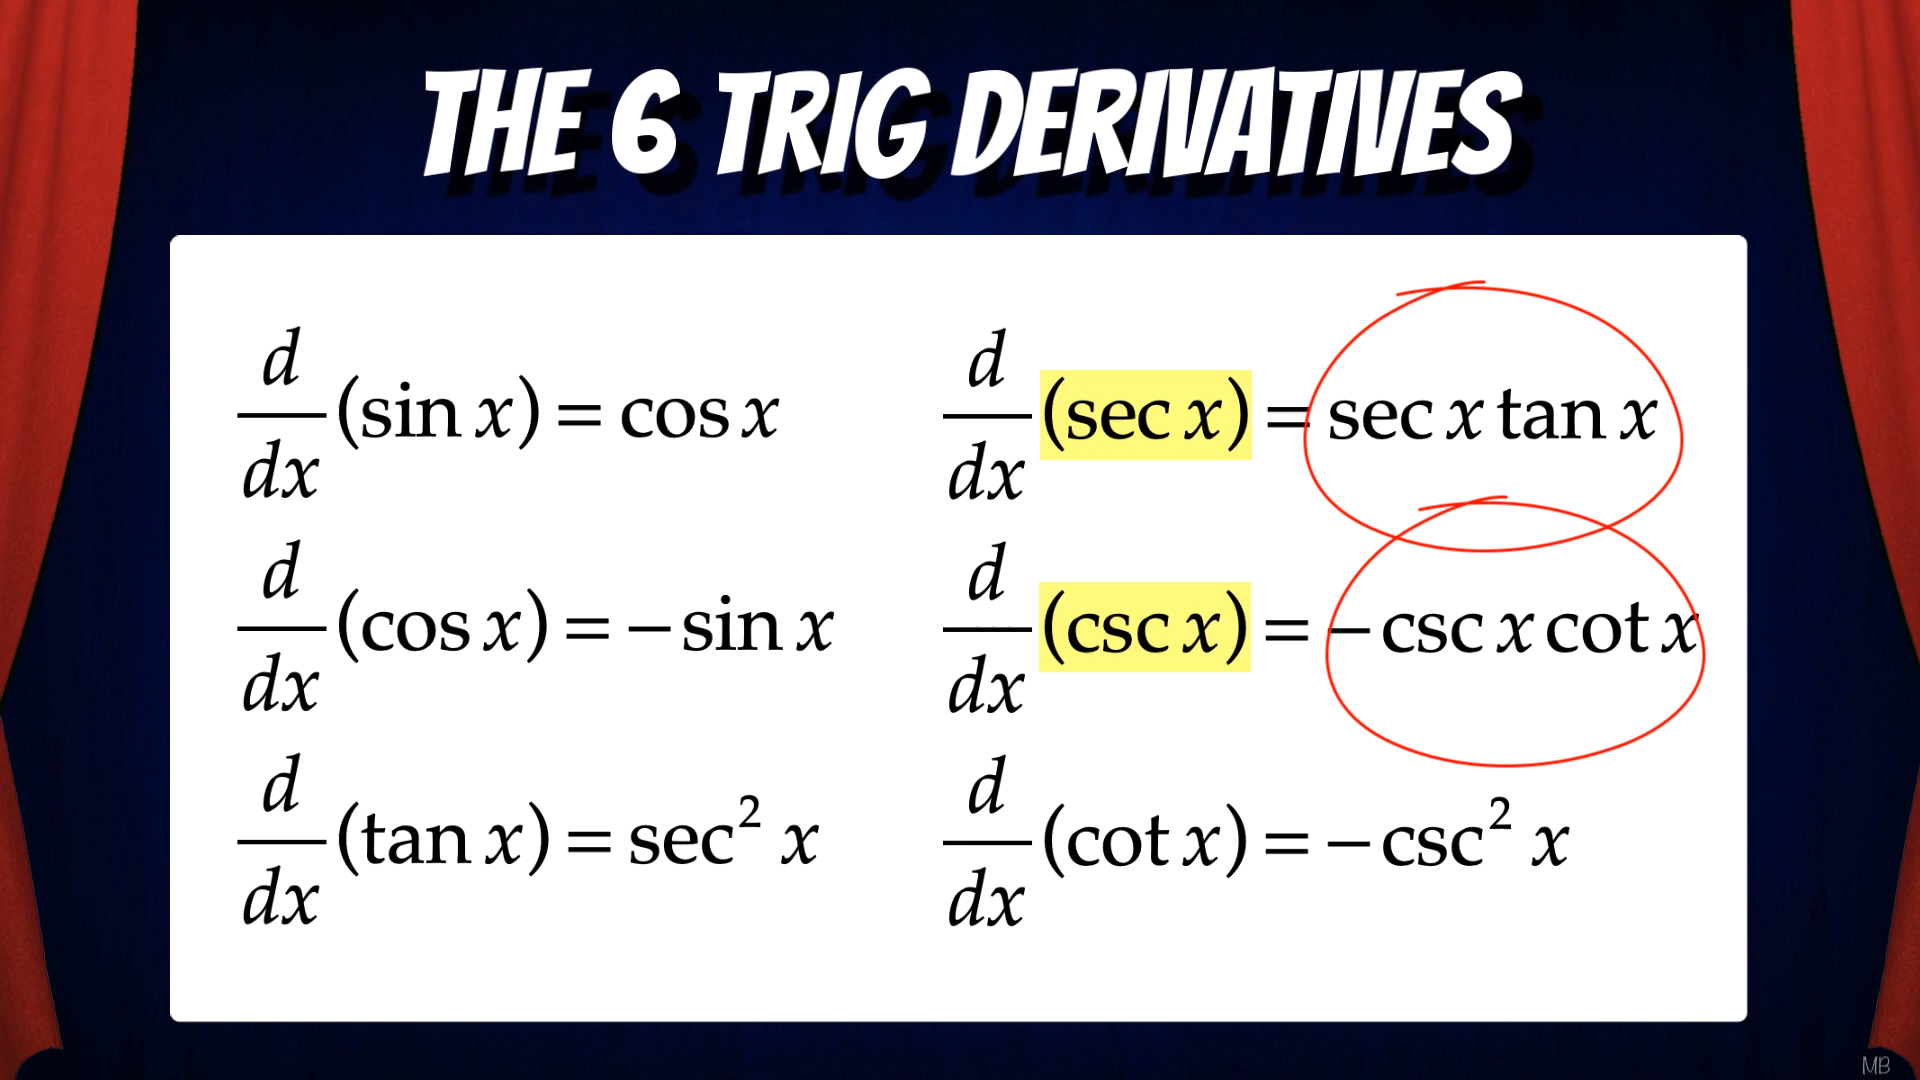 THE 6 TRIG DERIVATIVES
d/dx (sin x) = cos x
d/dx (cos x) = −sin x
d/dx (tan x) = sec² x
d/dx (sec x) = sec x tan x
d/dx (csc x) = −csc x cot x
d/dx (cot x) = −csc² x
MB